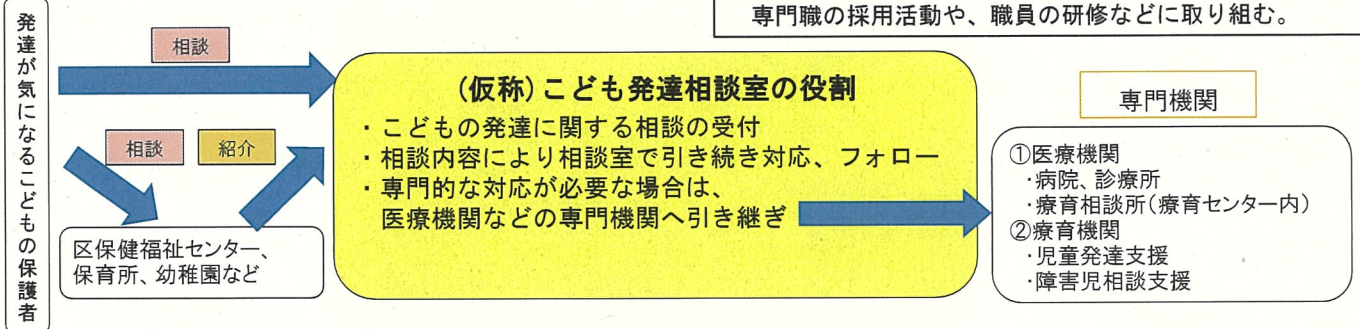 専門職の採用活動や、職員の研修などに取り組む。
発達が気になるこどもの保護者
相談
相談
紹介
区保健福祉センター、
保育所、幼稚園など
(仮称)こども発達相談室の役割
・こどもの発達に関する相談の受付
・相談内容により相談室で引き続き対応、フォロー
・専門的な対応が必要な場合は、
医療機関などの専門機関へ引き継ぎ
専門機関
①医療機関
・病院、診療所
・療育相談所(療育センター内)
②療育機関
・児童発達支援
・障害児相談支援